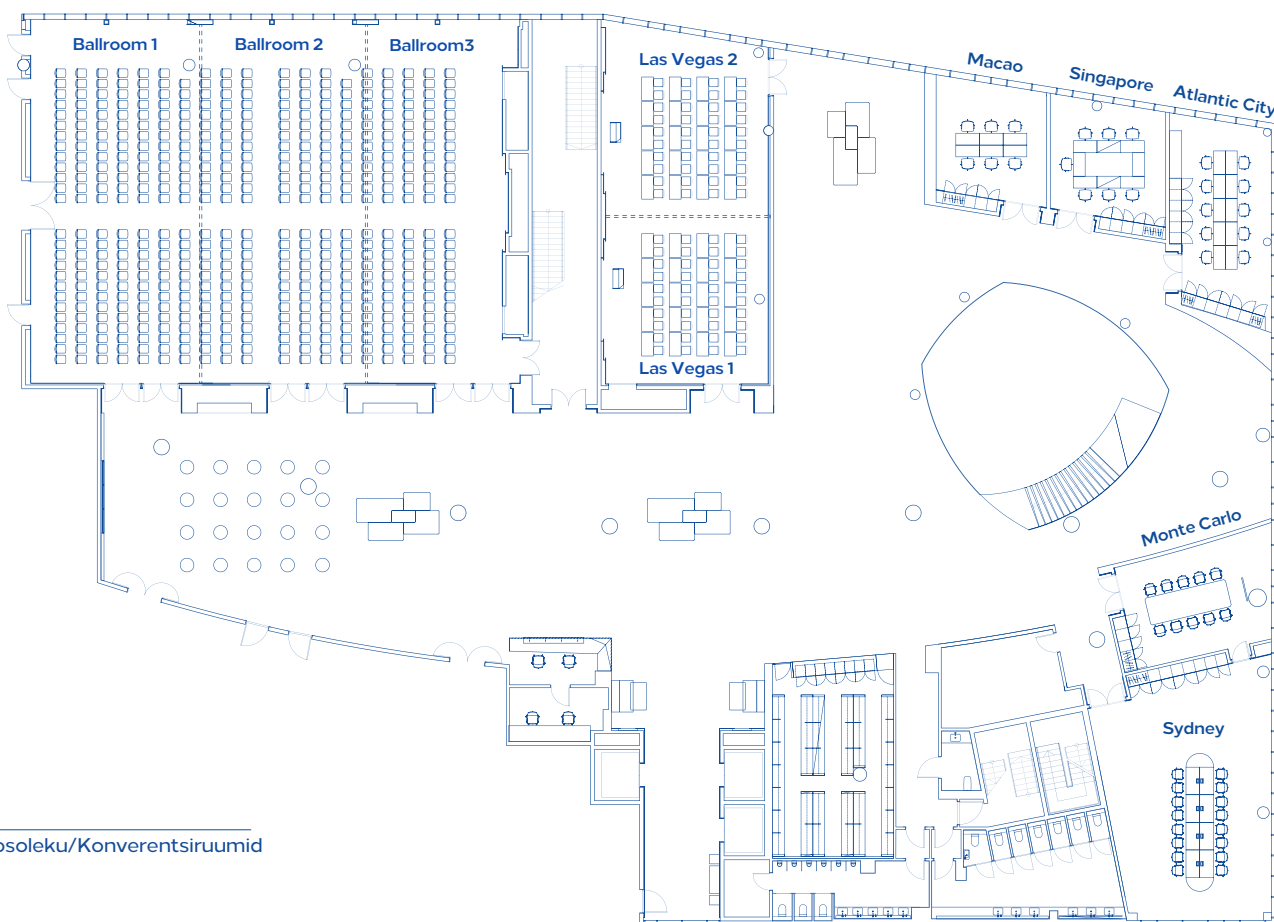 Ballroom 1
Ballroom 2
Ballroom3
Las Vegas 2
Macao
Singapore
Atlantic City
Las Vegas 1
Monte Carlo
Sydney
osoleku/Konverentsiruumid